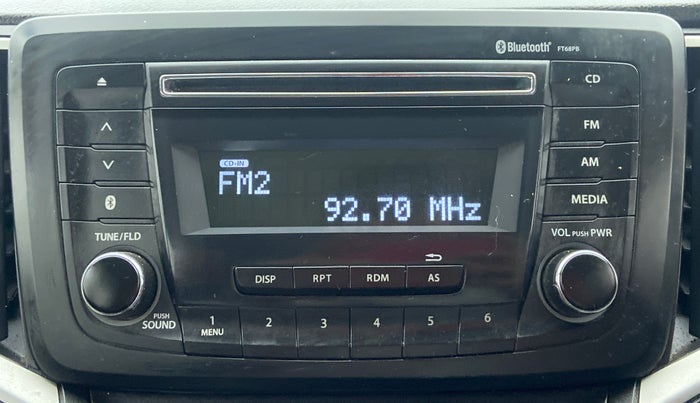 Bluetooth® FT68PB
CD
FM
AM
MEDIA
CD-IN
FM2
92.70 MHz
TUNE/FLD
VOL PUSH PWR
DISP RPT RDM AS
PUSH
SOUND
1 2 3 4 5 6
MENU